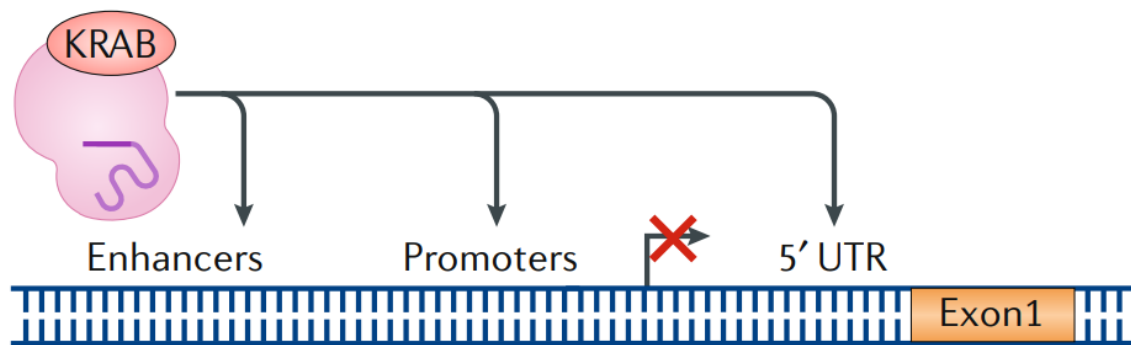 KRAB
Enhancers
Promoters
5′ UTR
Exon1